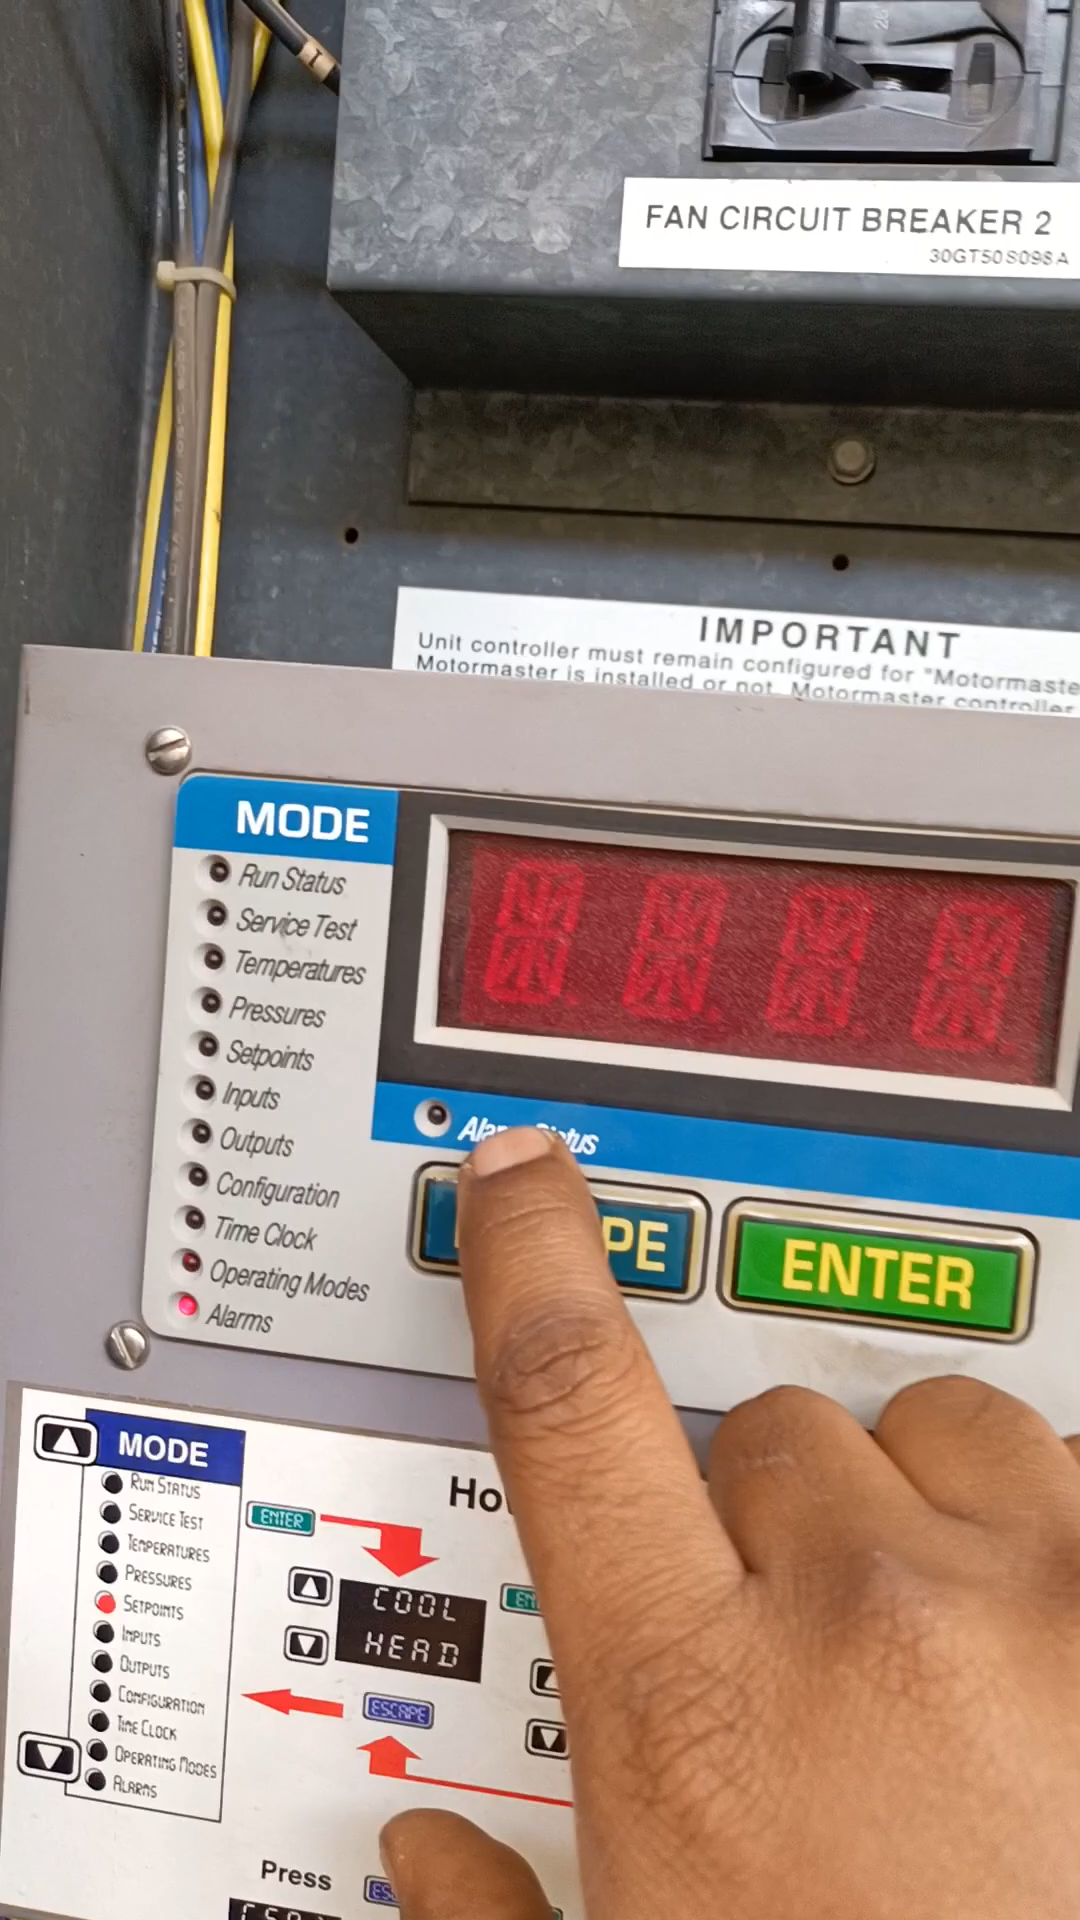 FAN CIRCUIT BREAKER 2
30GT50S098A
IMPORTANT
Unit controller must remain configured for "Motormaste
Motormaster is installed or not. Motormaster controller
MODE
Run Status
Service Test
Temperatures
Pressures
Setpoints
Inputs
Outputs
Configuration
Time Clock
Operating Modes
Alarms
PE
ENTER
MODE
RUN STATUS
SERVICE TEST
TEMPERATURES
PRESSURES
SETPOINTS
INPUTS
OUTPUTS
CONFIGURATION
TIME CLOCK
OPERATING MODES
ALARMS
Ho
ENTER
COOL
HEAD
EN
ESCAPE
Press
ES